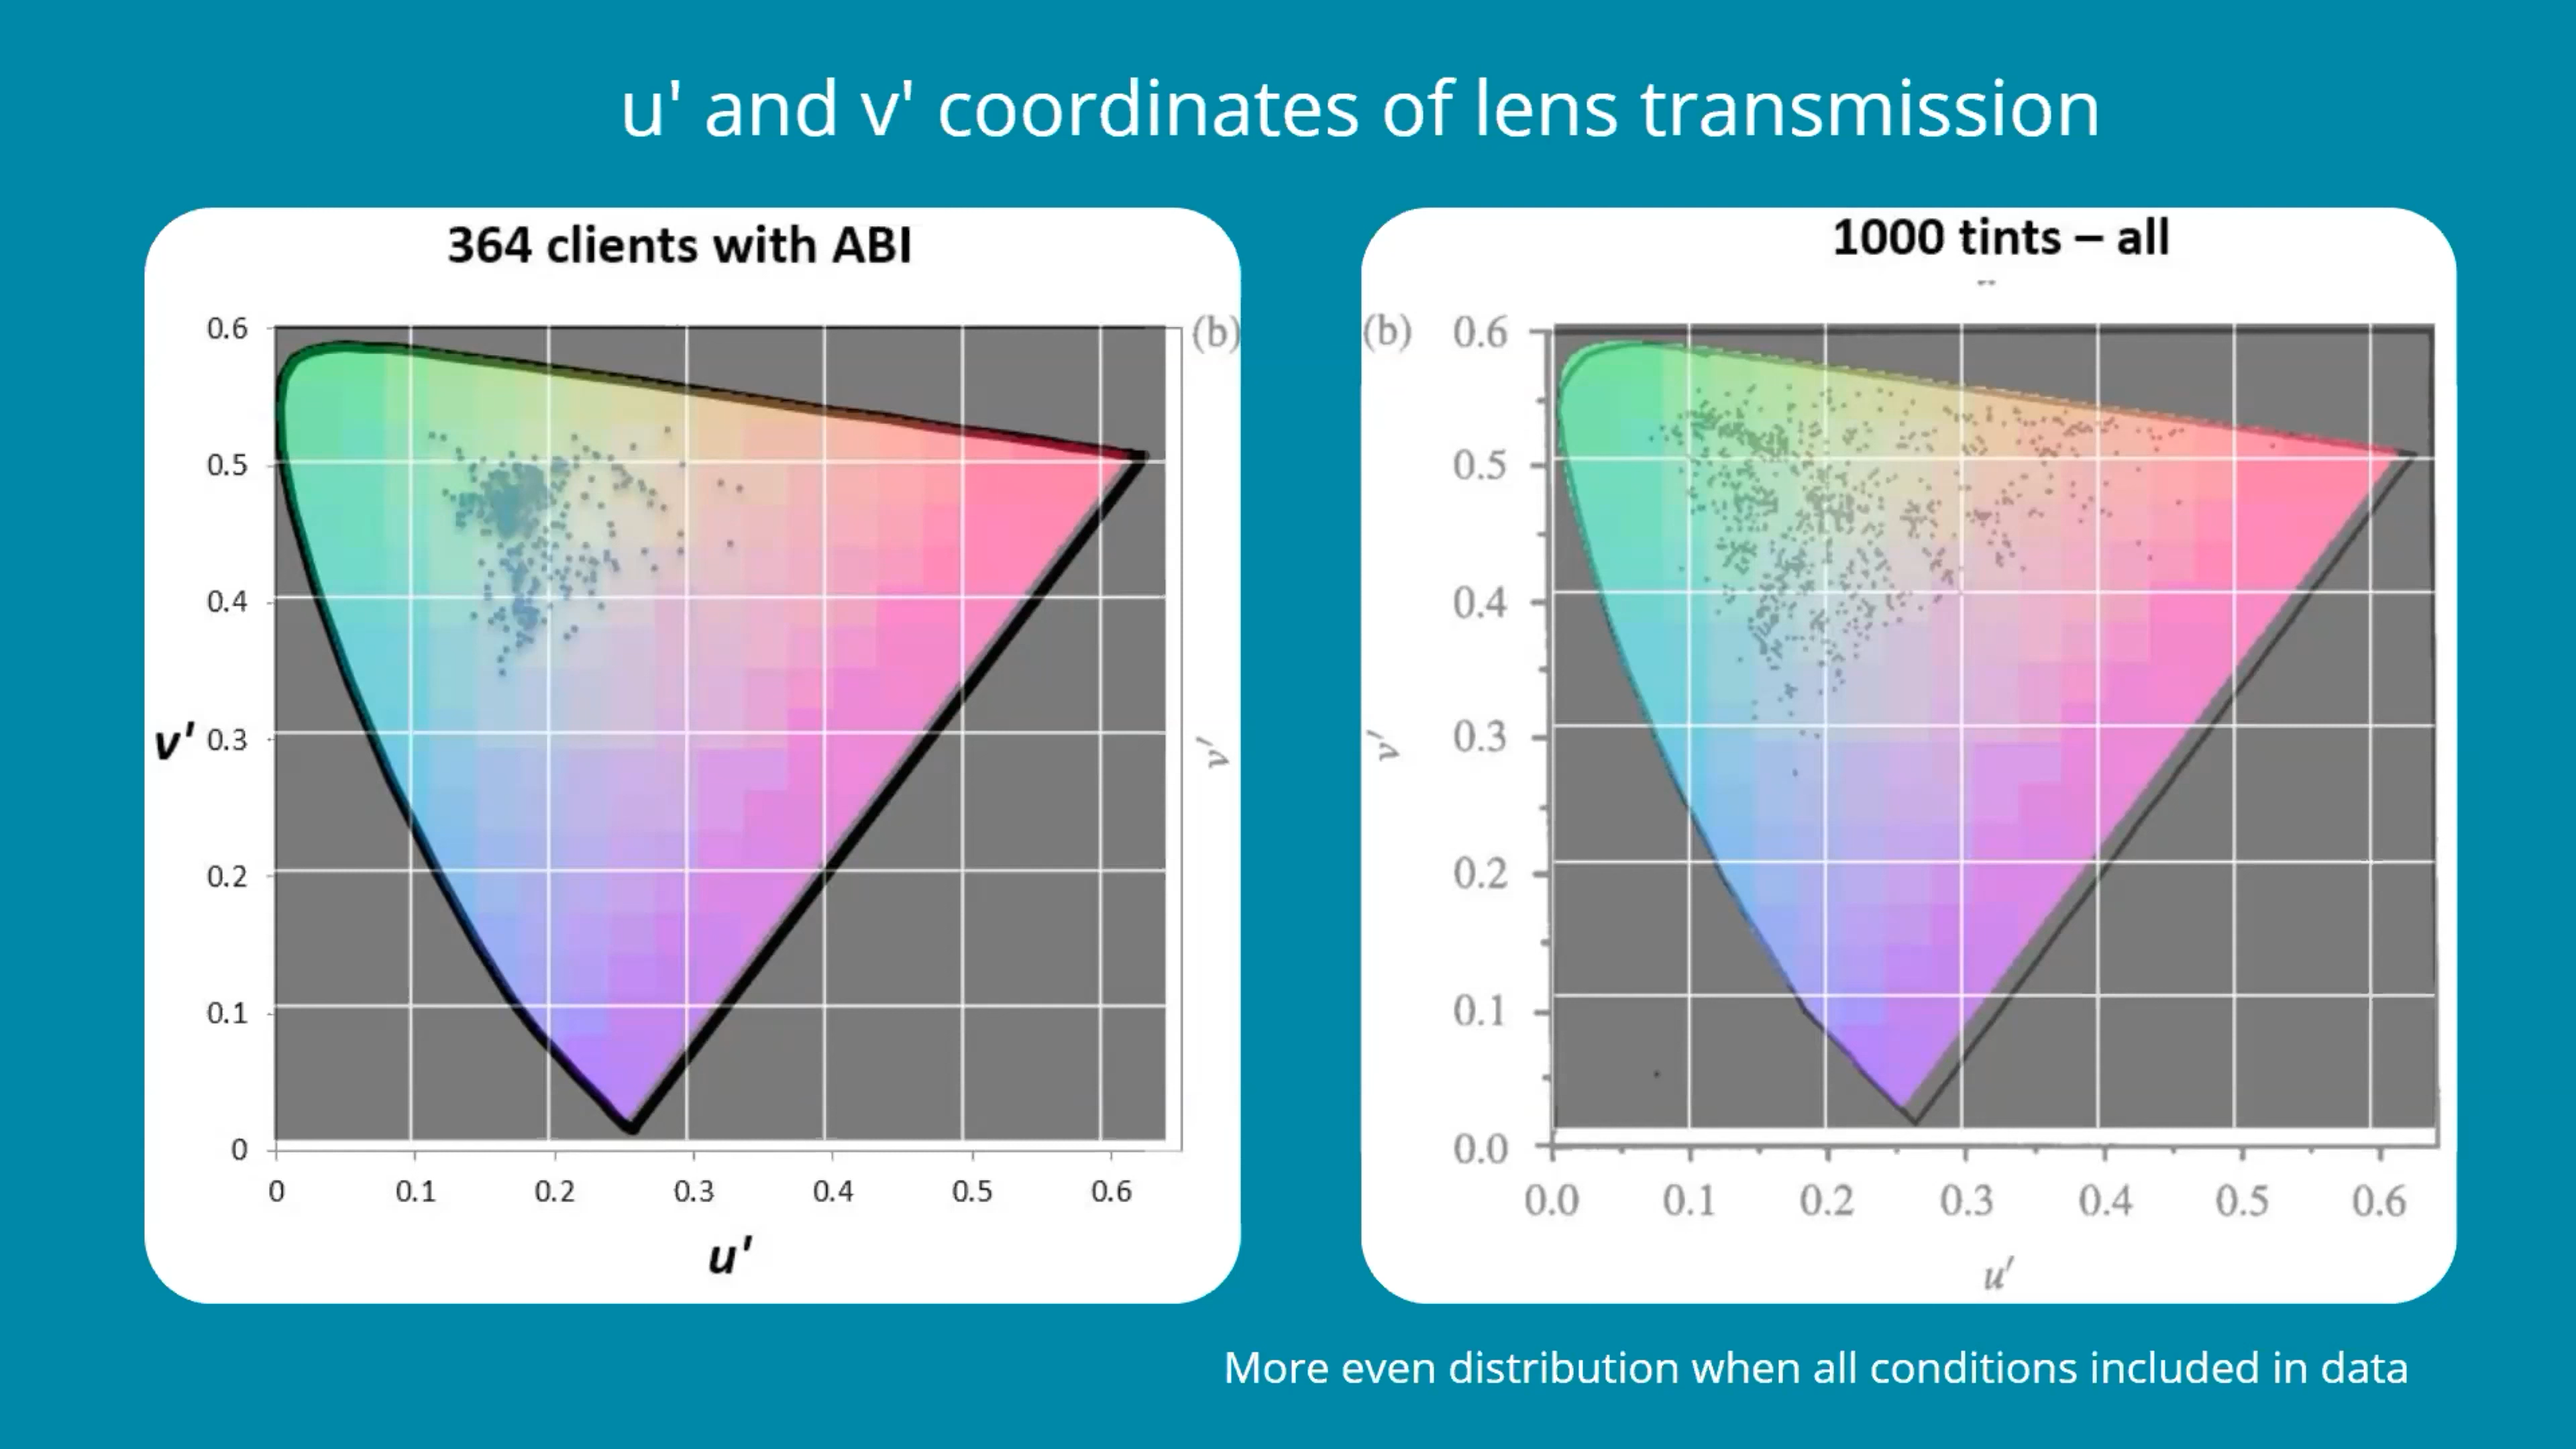 u' and v' coordinates of lens transmission
364 clients with ABI
0.6
0.5
0.4
v' 0.3
0.2
0.1
0
0 0.1 0.2 0.3 0.4 0.5 0.6
u'
(b)
v'
1000 tints – all
(b)
0.6
0.5
0.4
v'
0.3
0.2
0.1
0.0
0.0 0.1 0.2 0.3 0.4 0.5 0.6
u'
More even distribution when all conditions included in data